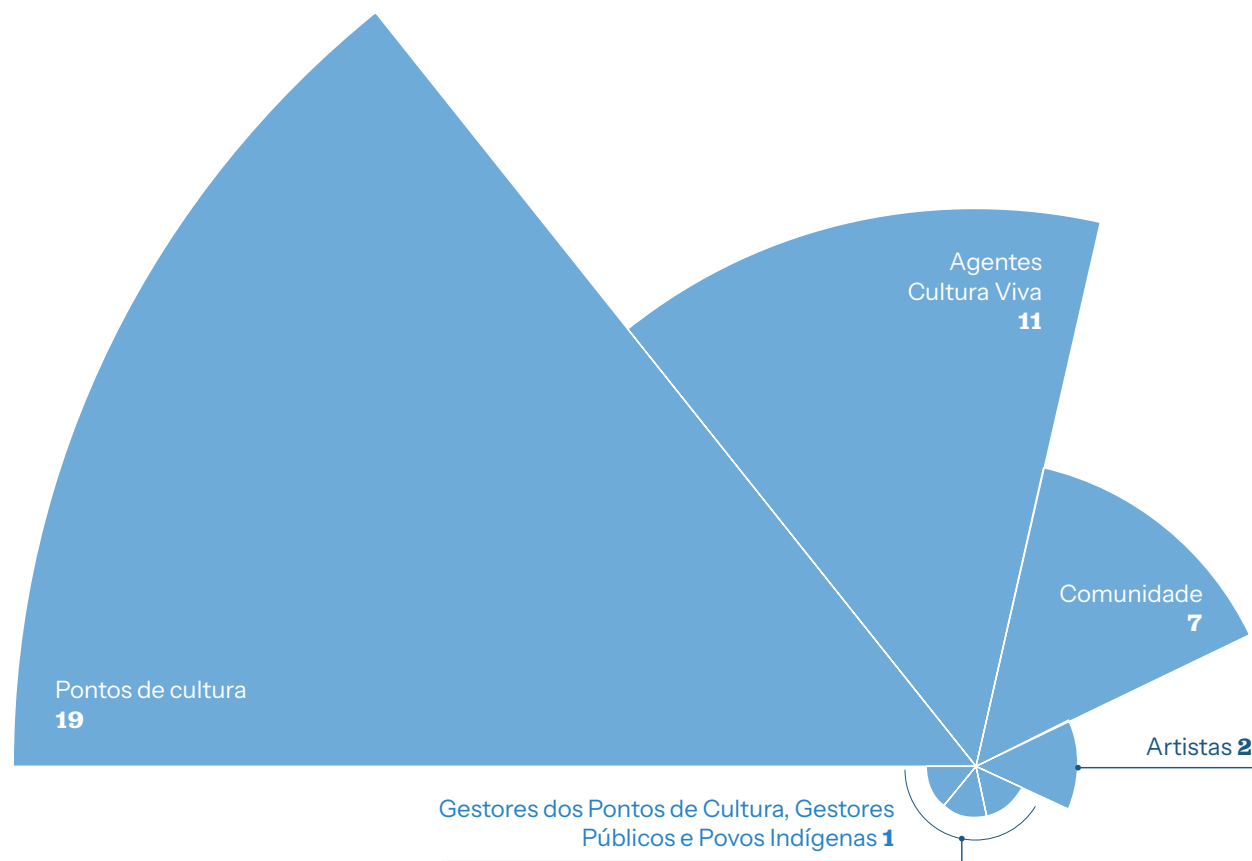 Agentes
Cultura Viva
11
Comunidade
7
Pontos de cultura
19
Artistas 2
Gestores dos Pontos de Cultura, Gestores
Públicos e Povos Indígenas 1